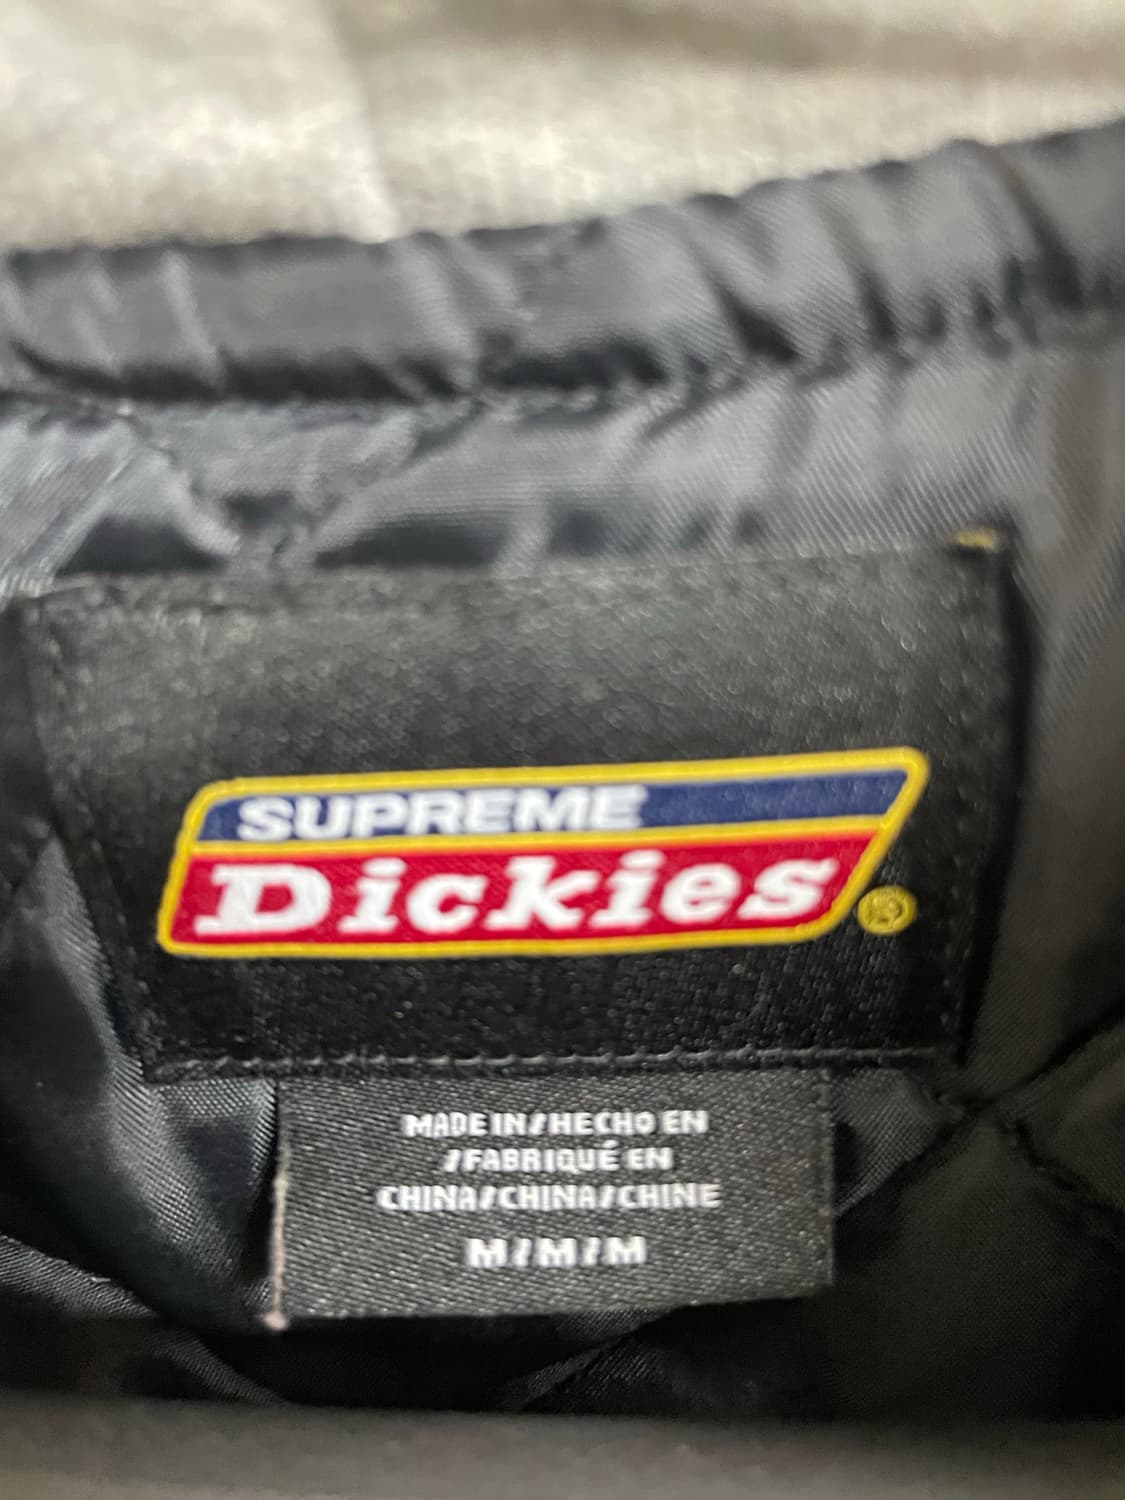 SUPREME
Dickies®
MADE IN/HECHO EN
/FABRIQUÉ EN
CHINA/CHINA/CHINE
M/M/M